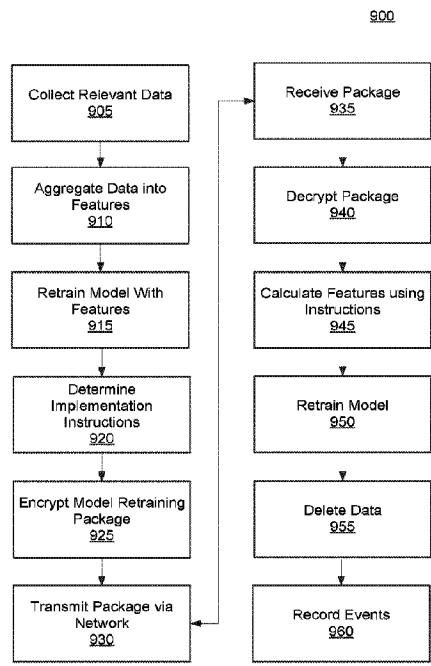 900
Collect Relevant Data
905
Aggregate Data into
Features
910
Retrain Model With
Features
915
Determine
Implementation
Instructions
920
Encrypt Model Retraining
Package
925
Transmit Package via
Network
930
Receive Package
935
Decrypt Package
940
Calculate Features using
Instructions
945
Retrain Model
950
Delete Data
955
Record Events
960